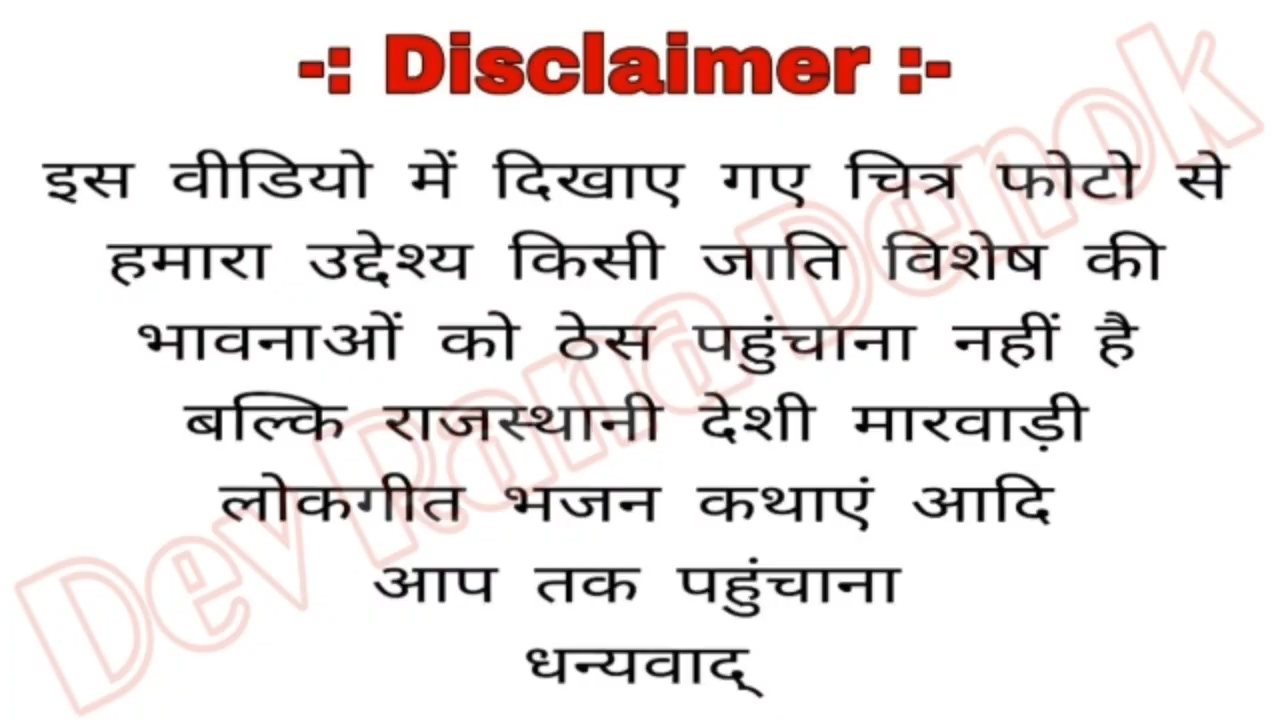 -: Disclaimer :-
इस वीडियो में दिखाए गए चित्र फोटो से
हमारा उद्देश्य किसी जाति विशेष की
भावनाओं को ठेस पहुंचाना नहीं है
बल्कि राजस्थानी देशी मारवाड़ी
लोकगीत भजन कथाएं आदि
आप तक पहुंचाना
धन्यवाद्
Dev Rana Denok